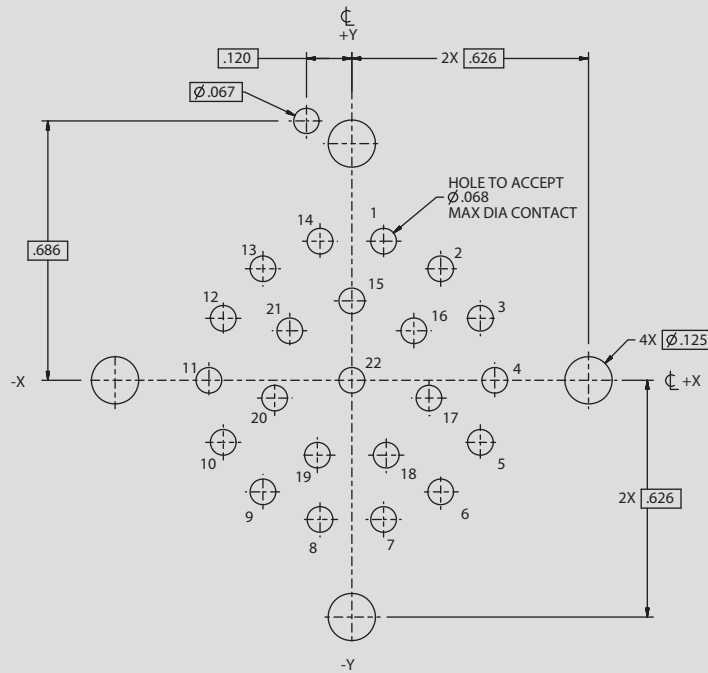 ℄
+Y
.120
2X .626
Ø.067
HOLE TO ACCEPT
Ø.068
MAX DIA CONTACT
14
1
13
2
.686
15
12
21
16
3
4X Ø.125
-X
11
22
4
℄ +X
20
17
10
5
19
18
9
6
2X .626
8
7
-Y